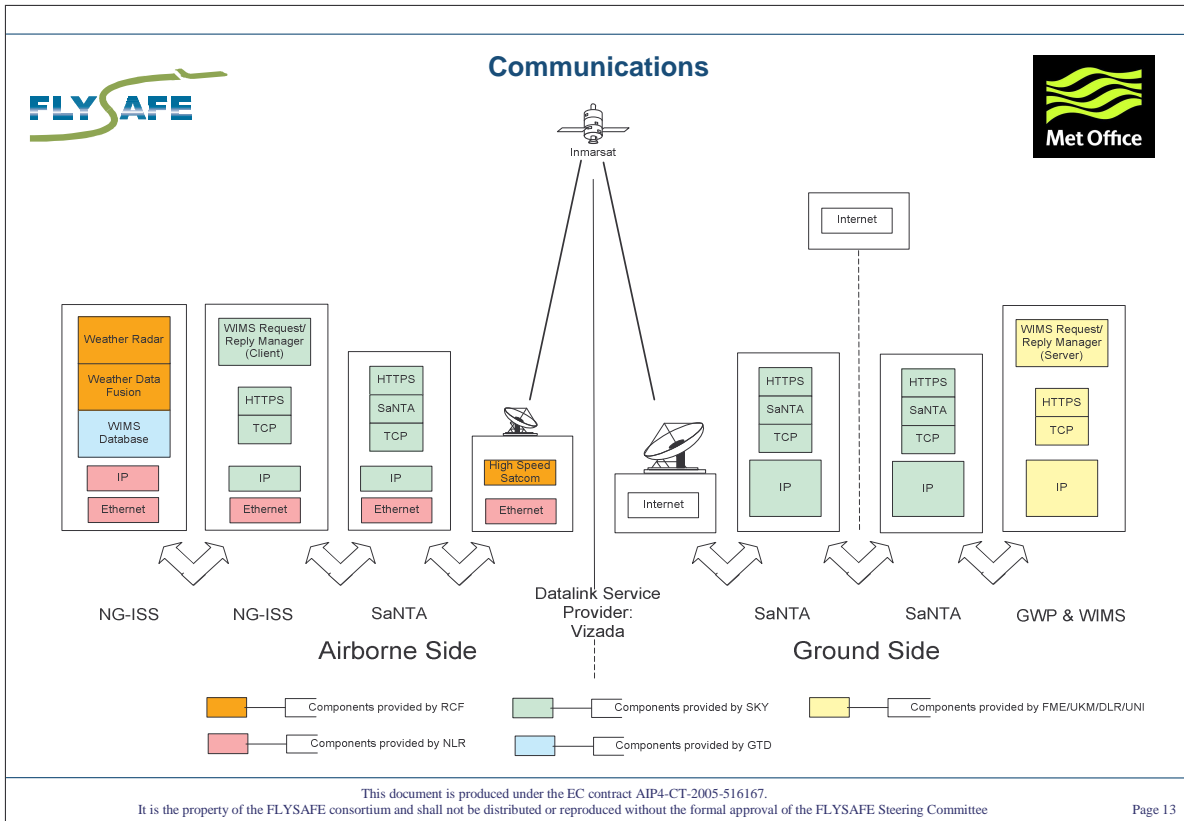 Communications
FLYSAFE
Met Office
Inmarsat
Internet
Weather Radar
Weather Data
Fusion
WIMS
Database
IP
Ethernet
WIMS Request/
Reply Manager
(Client)
HTTPS
TCP
IP
Ethernet
HTTPS
SaNTA
TCP
IP
Ethernet
High Speed
Satcom
Ethernet
Internet
HTTPS
SaNTA
TCP
IP
HTTPS
SaNTA
TCP
IP
WIMS Request/
Reply Manager
(Server)
HTTPS
TCP
IP
NG-ISS
NG-ISS
SaNTA
Datalink Service
Provider:
Vizada
SaNTA
SaNTA
GWP & WIMS
Airborne Side
Ground Side
Components provided by RCF
Components provided by SKY
Components provided by FME/UKM/DLR/UNI
Components provided by NLR
Components provided by GTD
This document is produced under the EC contract AIP4-CT-2005-516167.
It is the property of the FLYSAFE consortium and shall not be distributed or reproduced without the formal approval of the FLYSAFE Steering Committee
Page 13